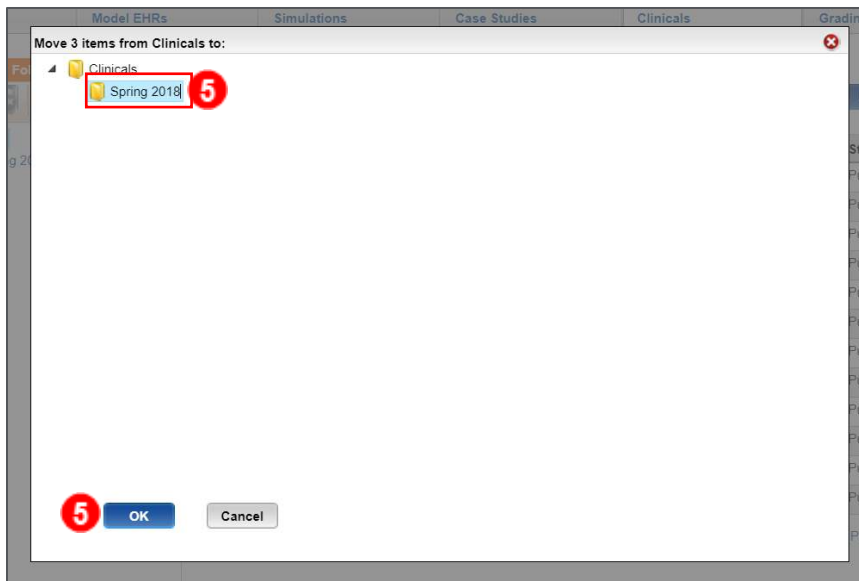 Model EHRs Simulations Case Studies Clinicals
Move 3 items from Clinicals to:
Clinicals
Spring 2018 5
5 OK Cancel